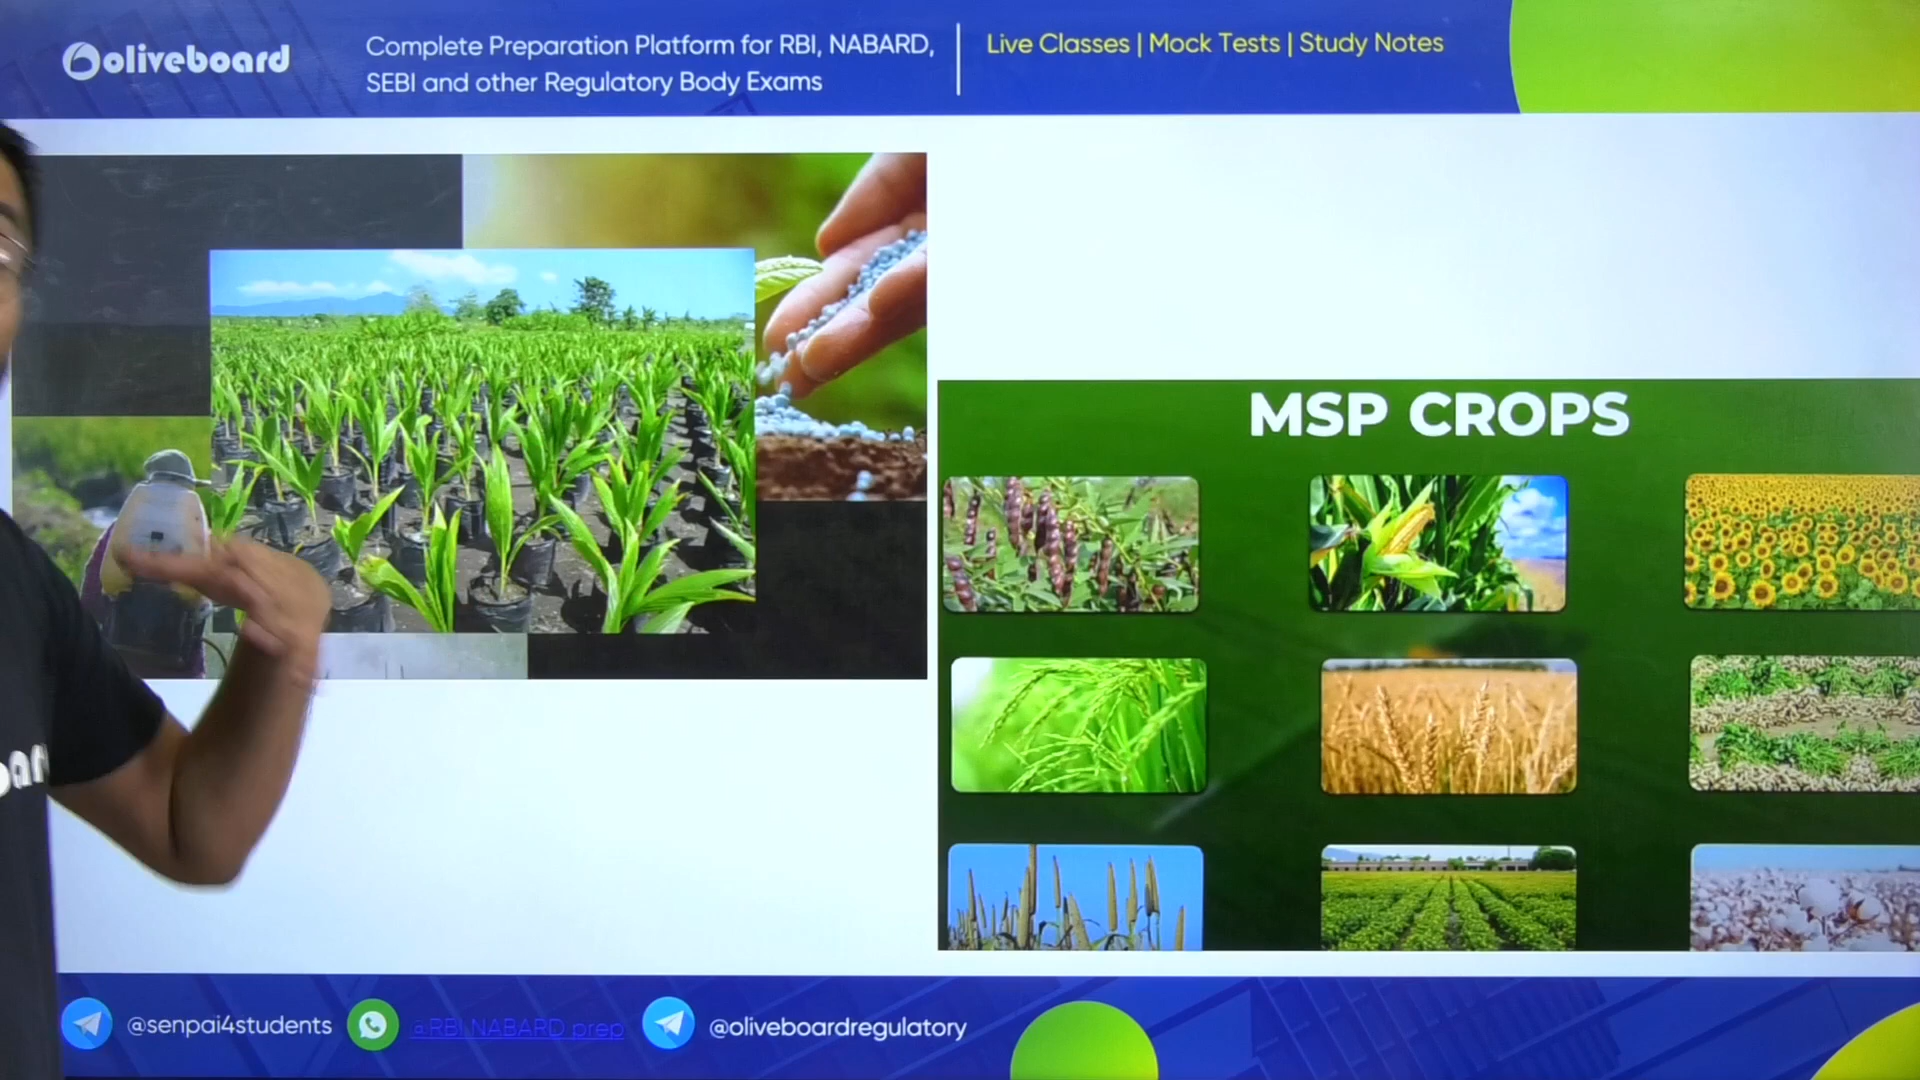 oliveboard
Complete Preparation Platform for RBI, NABARD,
SEBI and other Regulatory Body Exams
Live Classes | Mock Tests | Study Notes
MSP CROPS
@senpai4students
@RBI NABARD prep
@oliveboardregulatory